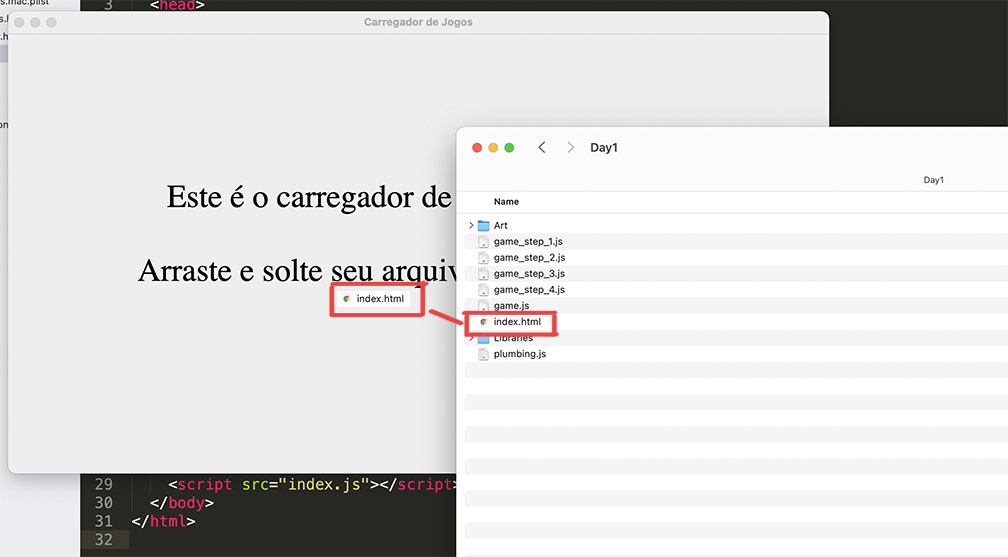 s.mac.plist
3 <head>
Carregador de Jogos
Este é o carregador de
Arraste e solte seu arquiv
index.html
Day1
Day1
Name
Art
game_step_1.js
game_step_2.js
game_step_3.js
game_step_4.js
game.js
index.html
Libraries
plumbing.js
29 <script src="index.js"></script>
30 </body>
31 </html>
32